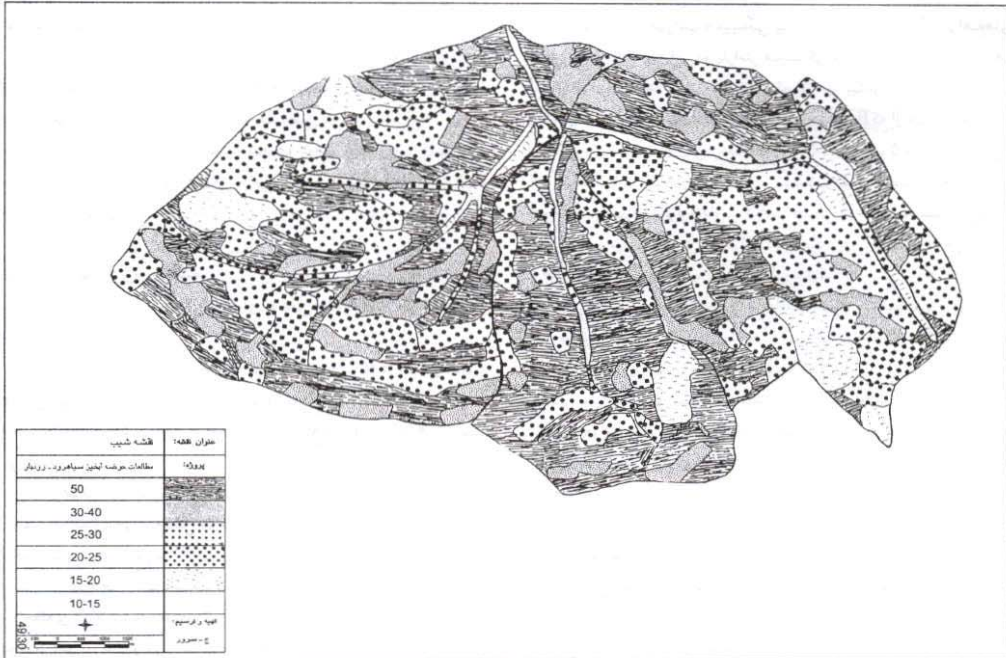 عنوان نقشه: نقشه شیب
پروژه: مطالعات حوضه آبخیز سیاهرود - رودبار
50
30-40
25-30
20-25
15-20
10-15
تهیه و ترسیم:
ع - سرور
49:30